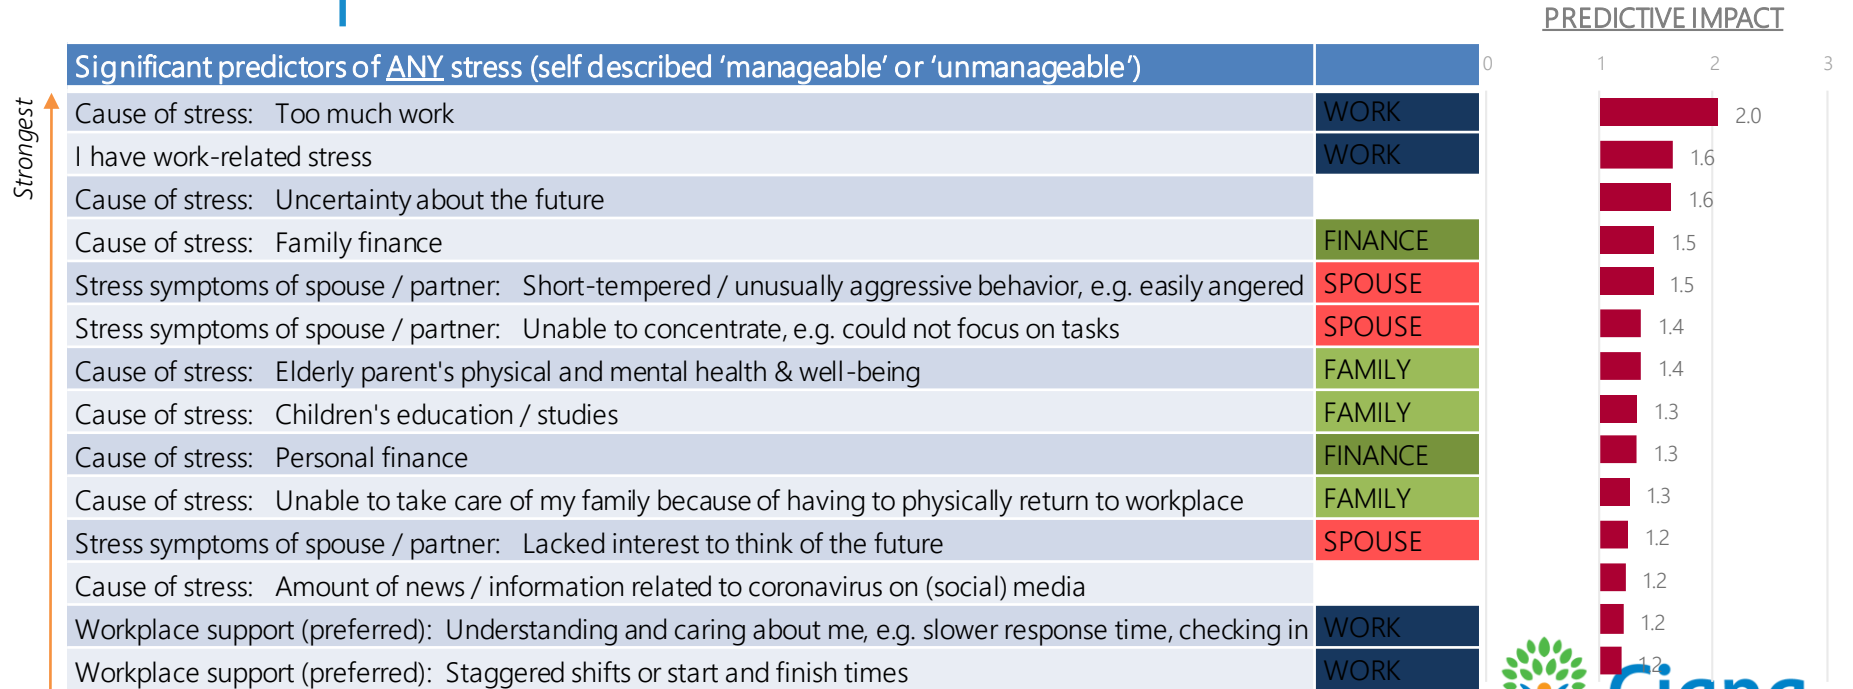 PREDICTIVE IMPACT
Significant predictors of ANY stress (self described ‘manageable’ or ‘unmanageable’)
0 1 2 3
Strongest
Cause of stress: Too much work WORK 2.0
I have work-related stress WORK 1.6
Cause of stress: Uncertainty about the future 1.6
Cause of stress: Family finance FINANCE 1.5
Stress symptoms of spouse / partner: Short-tempered / unusually aggressive behavior, e.g. easily angered SPOUSE 1.5
Stress symptoms of spouse / partner: Unable to concentrate, e.g. could not focus on tasks SPOUSE 1.4
Cause of stress: Elderly parent's physical and mental health & well-being FAMILY 1.4
Cause of stress: Children's education / studies FAMILY 1.3
Cause of stress: Personal finance FINANCE 1.3
Cause of stress: Unable to take care of my family because of having to physically return to workplace FAMILY 1.3
Stress symptoms of spouse / partner: Lacked interest to think of the future SPOUSE 1.2
Cause of stress: Amount of news / information related to coronavirus on (social) media 1.2
Workplace support (preferred): Understanding and caring about me, e.g. slower response time, checking in WORK 1.2
Workplace support (preferred): Staggered shifts or start and finish times WORK 1.2